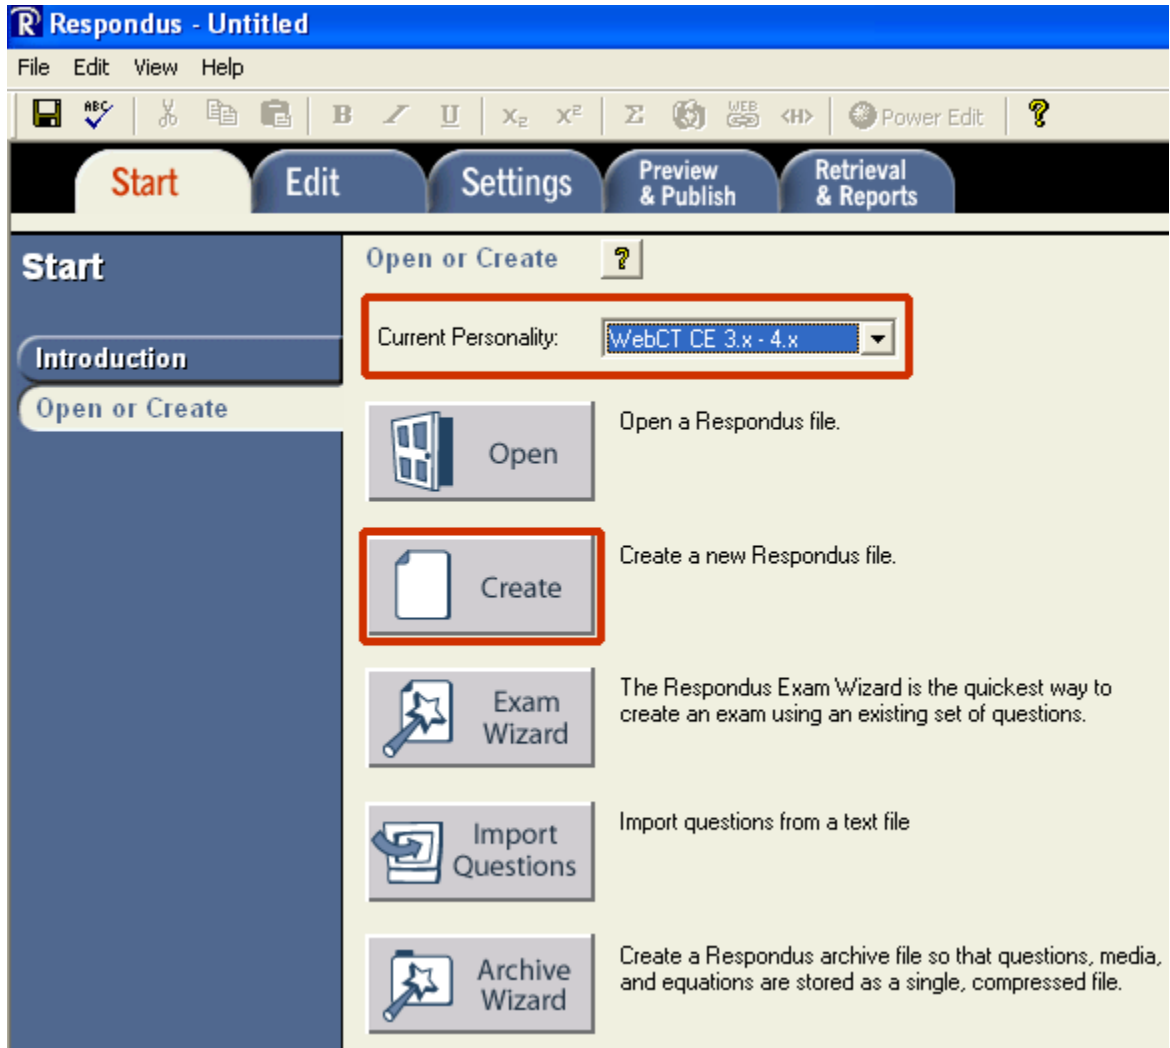 R Respondus - Untitled
File Edit View Help
ABC B I U X₂ X² Σ WEB <H> Power Edit ?
Start Edit Settings Preview & Publish Retrieval & Reports
Start
Open or Create ?
Current Personality: WebCT CE 3.x - 4.x
Introduction
Open or Create
Open
Open a Respondus file.
Create
Create a new Respondus file.
Exam
Wizard
The Respondus Exam Wizard is the quickest way to
create an exam using an existing set of questions.
Import
Questions
Import questions from a text file
Archive
Wizard
Create a Respondus archive file so that questions, media,
and equations are stored as a single, compressed file.